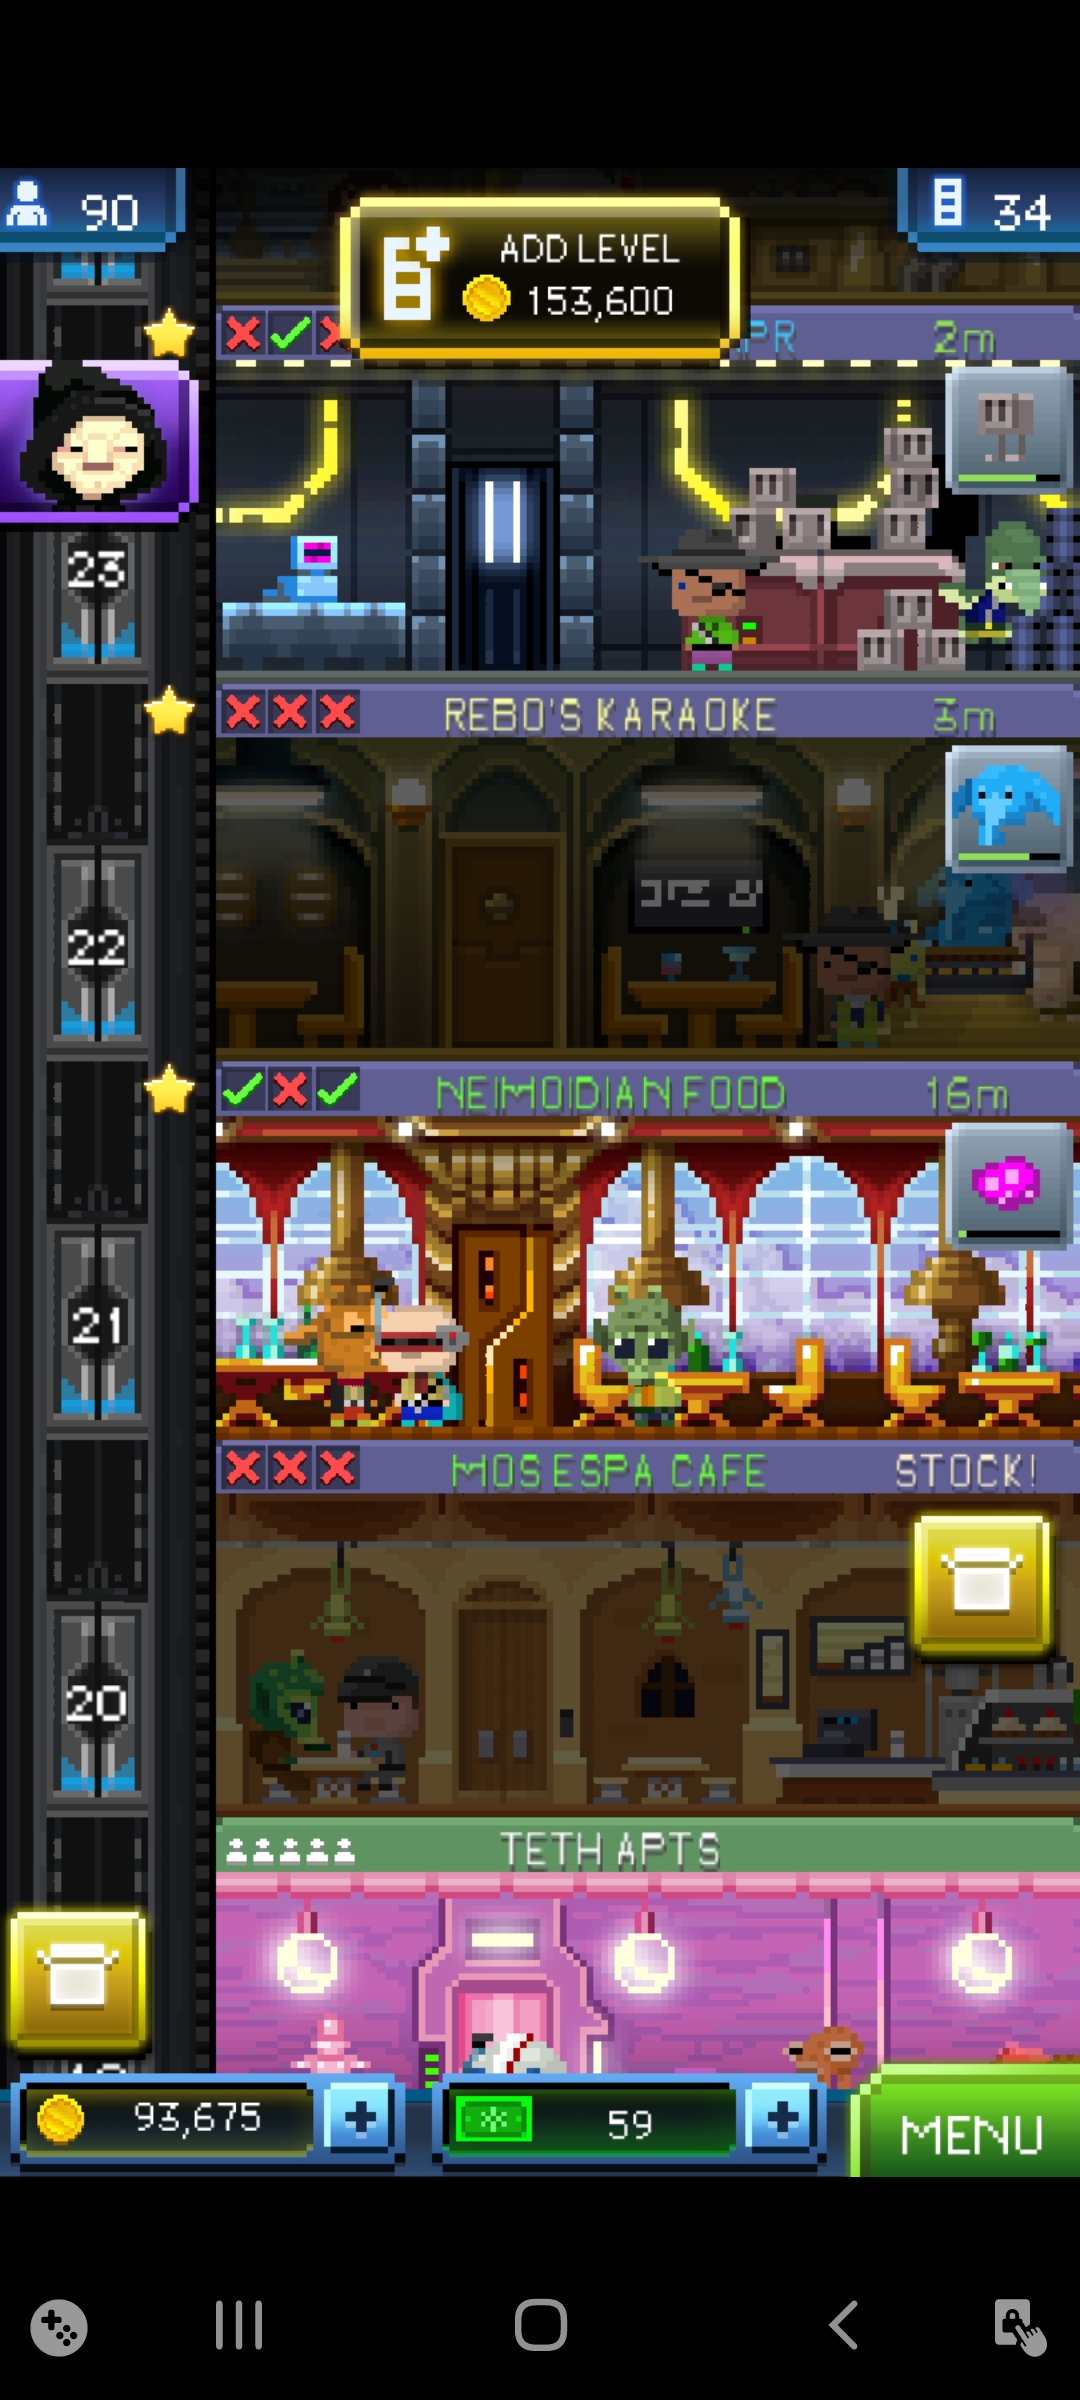 90
ADD LEVEL
153,600
34
PR
2m
23
REBO'S KARAOKE
3m
22
NEIMOIDIAN FOOD
16m
21
MOS ESPA CAFE
STOCK!
20
TETH APTS
93,675
59
MENU